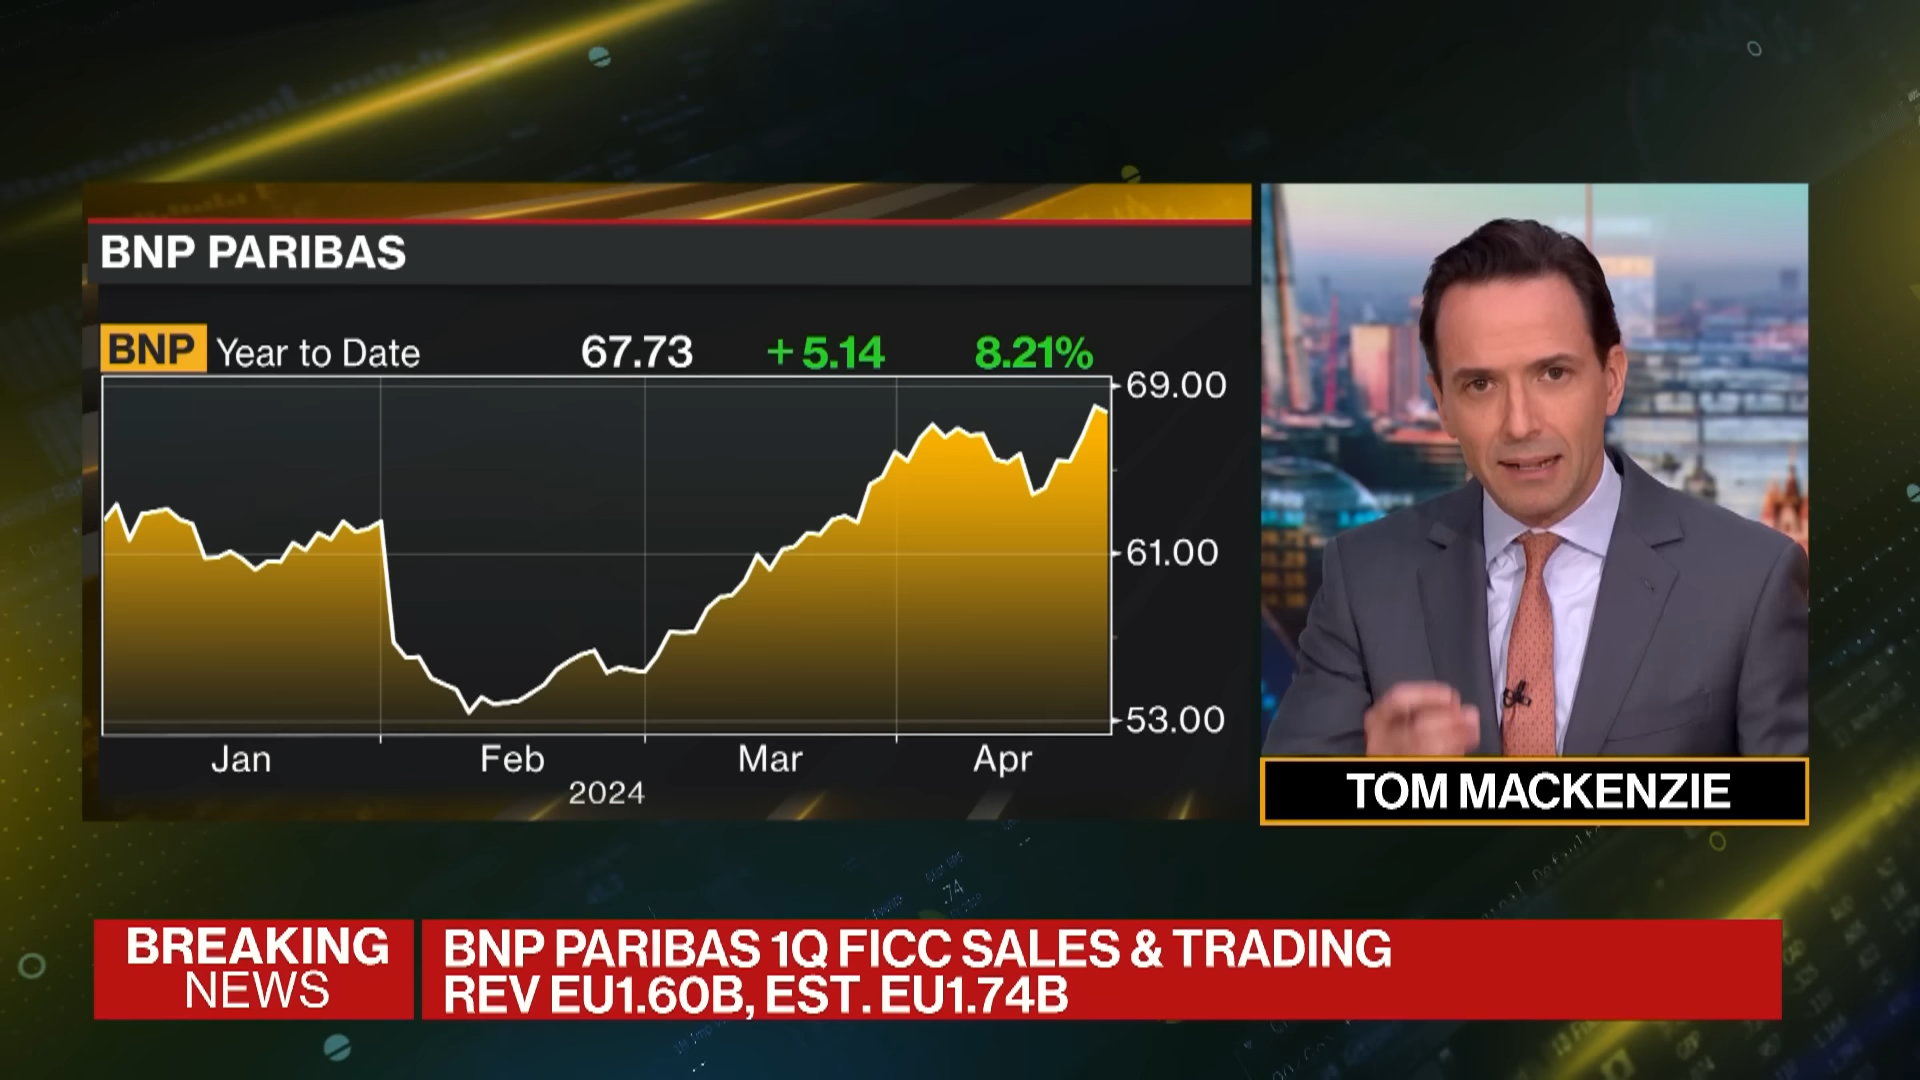 BNP PARIBAS
BNP Year to Date 67.73 +5.14 8.21%
69.00
61.00
53.00
Jan Feb Mar Apr
2024
TOM MACKENZIE
BREAKING
NEWS
BNP PARIBAS 1Q FICC SALES & TRADING
REV EU1.60B, EST. EU1.74B